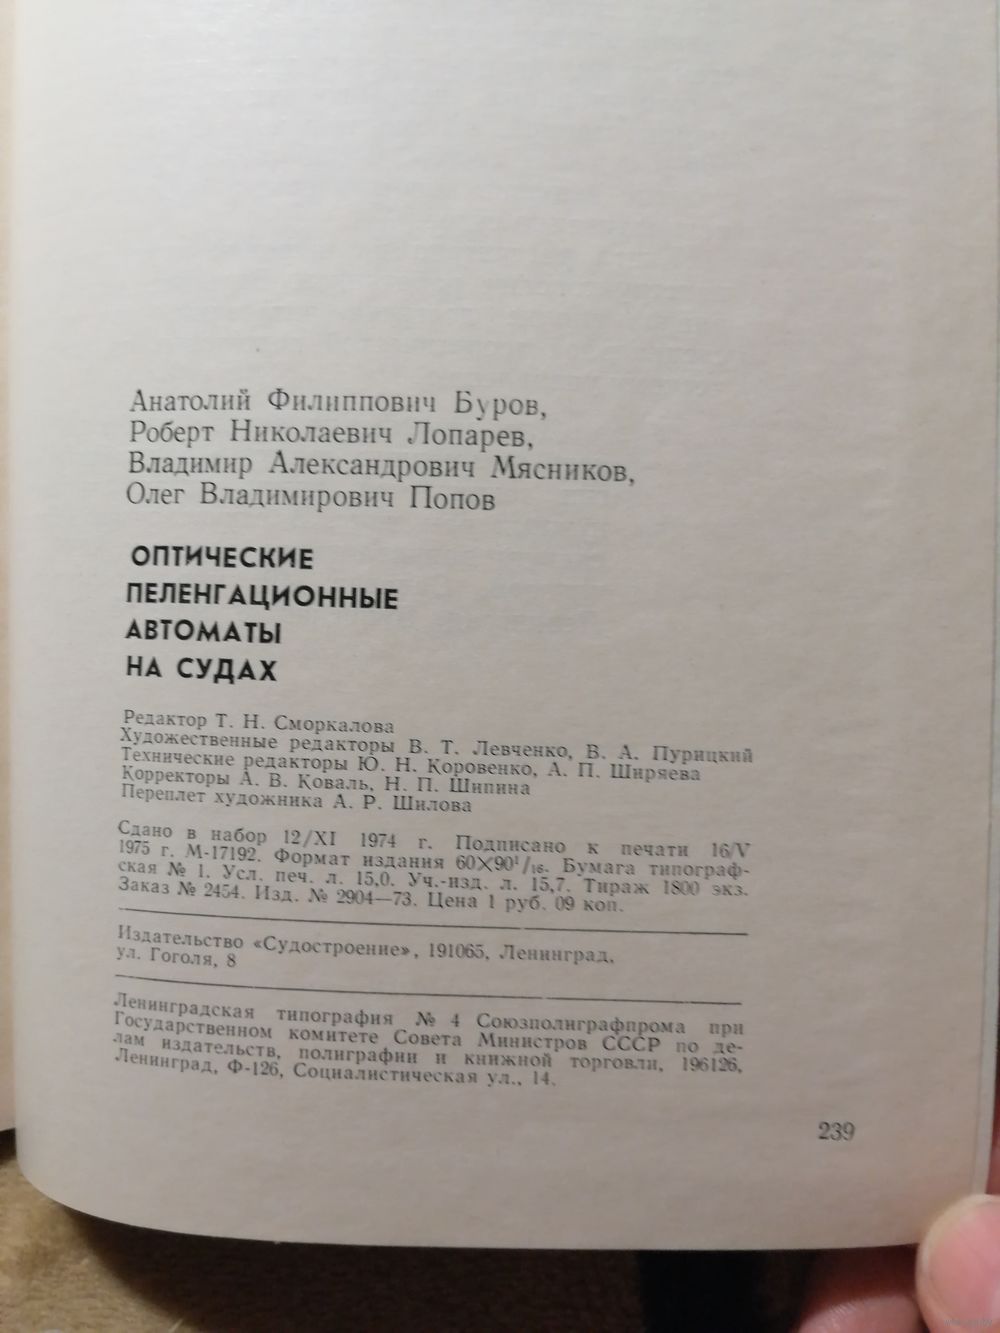 Анатолий Филиппович Буров,
Роберт Николаевич Лопарев,
Владимир Александрович Мясников,
Олег Владимирович Попов
ОПТИЧЕСКИЕ
ПЕЛЕНГАЦИОННЫЕ
АВТОМАТЫ
НА СУДАХ
Редактор Т. Н. Сморкалова
Художественные редакторы В. Т. Левченко, В. А. Пурицкий
Технические редакторы Ю. Н. Коровенко, А. П. Ширяева
Корректоры А. В. Коваль, Н. П. Шипина
Переплет художника А. Р. Шилова
Сдано в набор 12/XI 1974 г. Подписано к печати 16/V
1975 г. М-17192. Формат издания 60×90¹/₁₆. Бумага типограф-
ская № 1. Усл. печ. л. 15,0. Уч.-изд. л. 15,7. Тираж 1800 экз.
Заказ № 2454. Изд. № 2904—73. Цена 1 руб. 09 коп.
Издательство «Судостроение», 191065, Ленинград,
ул. Гоголя, 8
Ленинградская типография № 4 Союзполиграфпрома при
Государственном комитете Совета Министров СССР по де-
лам издательств, полиграфии и книжной торговли, 196126,
Ленинград, Ф-126, Социалистическая ул., 14.
239